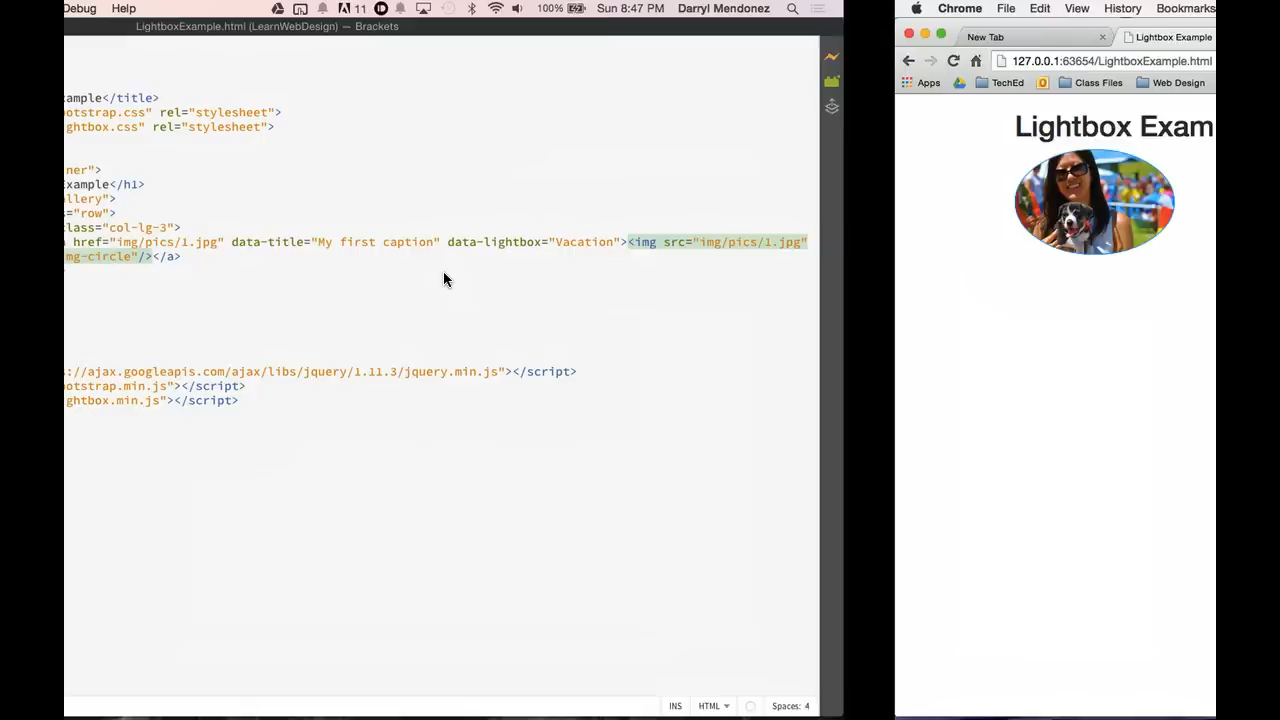 Debug Help 11 100% Sun 8:47 PM Darryl Mendonez
LightboxExample.html (LearnWebDesign) — Brackets
ample</title>
ootstrap.css" rel="stylesheet">
ghtbox.css" rel="stylesheet">
ner">
Example</h1>
llery">
s="row">
class="col-lg-3">
href="img/pics/1.jpg" data-title="My first caption" data-lightbox="Vacation"><img src="img/pics/1.jpg"
mg-circle"/></a>
s://ajax.googleapis.com/ajax/libs/jquery/1.11.3/jquery.min.js"></script>
ootstrap.min.js"></script>
ghtbox.min.js"></script>
INS HTML Spaces: 4
Chrome File Edit View History Bookmarks
New Tab Lightbox Example
127.0.0.1:63654/LightboxExample.html
Apps TechEd Class Files Web Design
Lightbox Exam